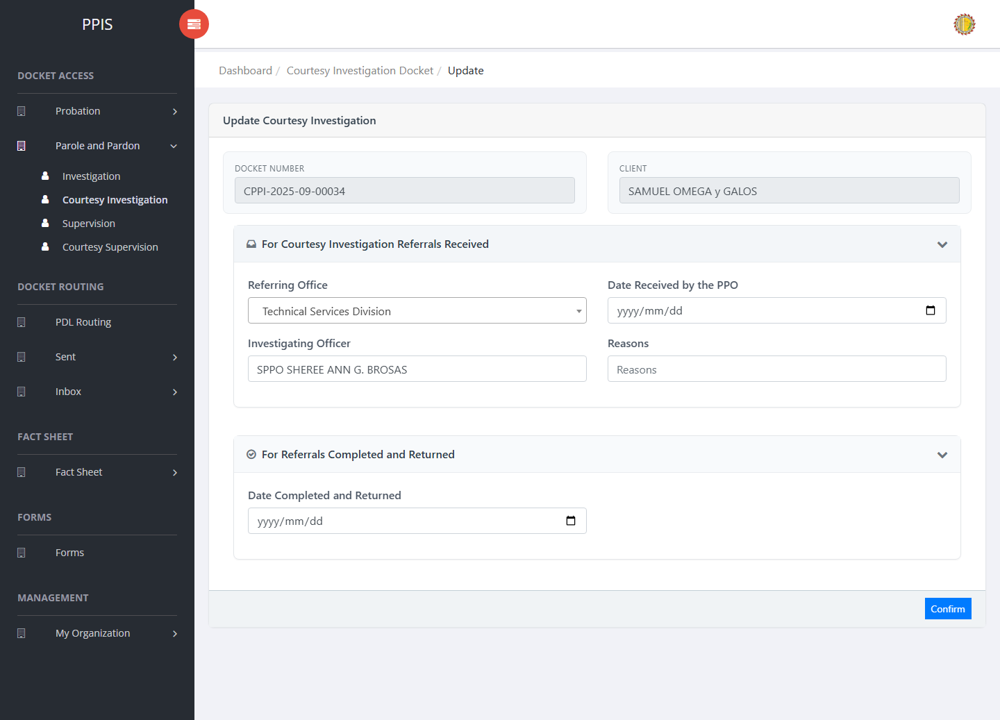 PPIS
DOCKET ACCESS
Probation
Parole and Pardon
Investigation
Courtesy Investigation
Supervision
Courtesy Supervision
DOCKET ROUTING
PDL Routing
Sent
Inbox
FACT SHEET
Fact Sheet
FORMS
Forms
MANAGEMENT
My Organization
Dashboard / Courtesy Investigation Docket / Update
Update Courtesy Investigation
DOCKET NUMBER
CPPI-2025-09-00034
CLIENT
SAMUEL OMEGA y GALOS
For Courtesy Investigation Referrals Received
Referring Office
Technical Services Division
Date Received by the PPO
yyyy/mm/dd
Investigating Officer
SPPO SHEREE ANN G. BROSAS
Reasons
Reasons
For Referrals Completed and Returned
Date Completed and Returned
yyyy/mm/dd
Confirm